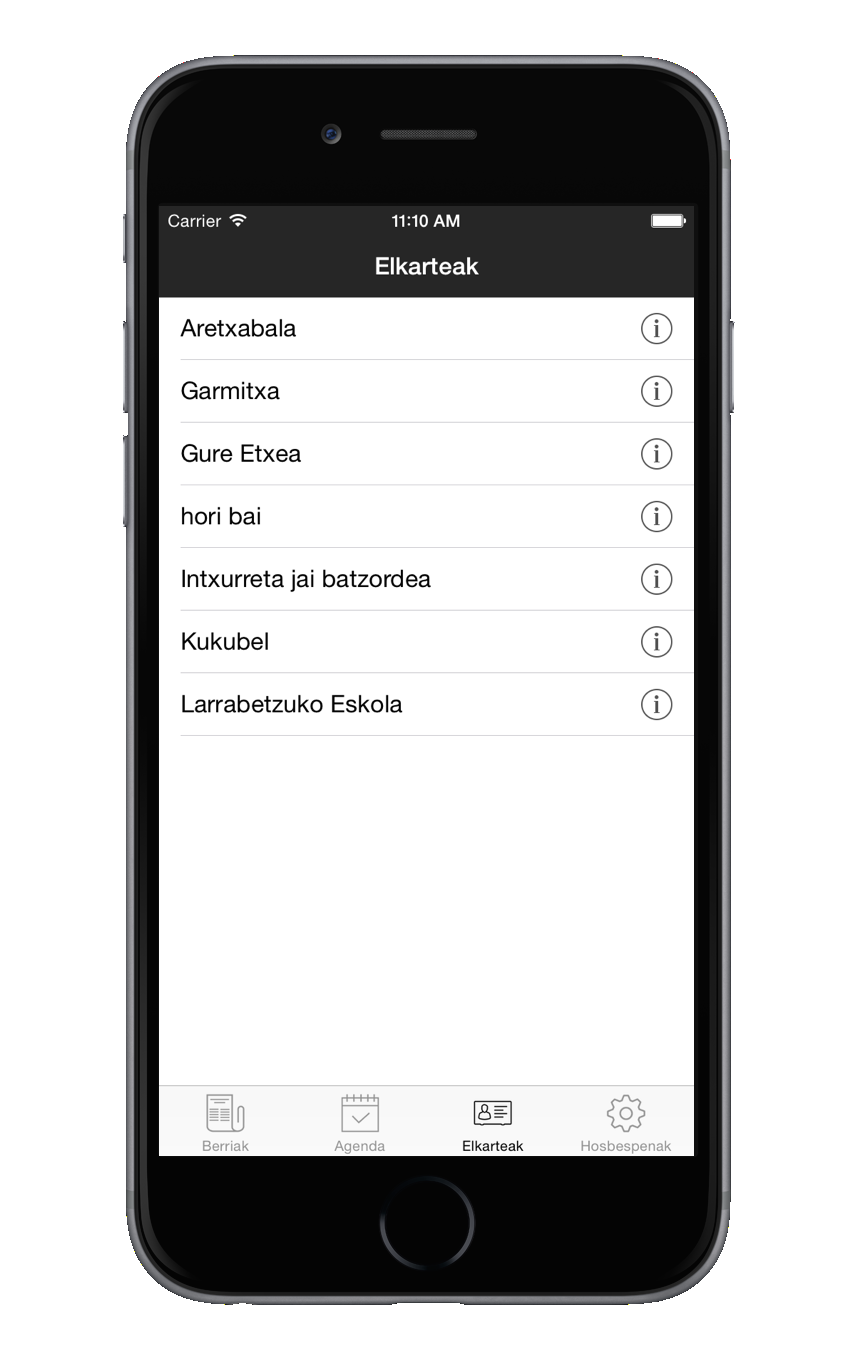 Carrier 11:10 AM
Elkarteak
Aretxabala
Garmitxa
Gure Etxea
hori bai
Intxurreta jai batzordea
Kukubel
Larrabetzuko Eskola
Berriak Agenda Elkarteak Hosbespenak